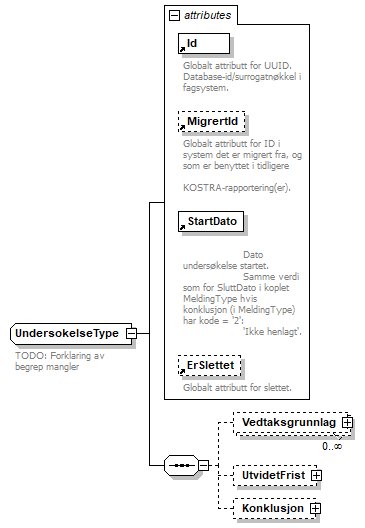 attributes
Id
Globalt attributt for UUID.
Database-id/surrogatnøkkel i
fagsystem.
MigrertId
Globalt attributt for ID i
system det er migrert fra, og
som er benyttet i tidligere
KOSTRA-rapportering(er).
StartDato
Dato
undersøkelse startet.
Samme verdi
som for SluttDato i koplet
MeldingType hvis
konklusjon (i MeldingType)
har kode = '2':
'Ikke henlagt'.
UndersokelseType
TODO: Forklaring av
begrep mangler
ErSlettet
Globalt attributt for slettet.
Vedtaksgrunnlag
0..∞
UtvidetFrist
Konklusjon